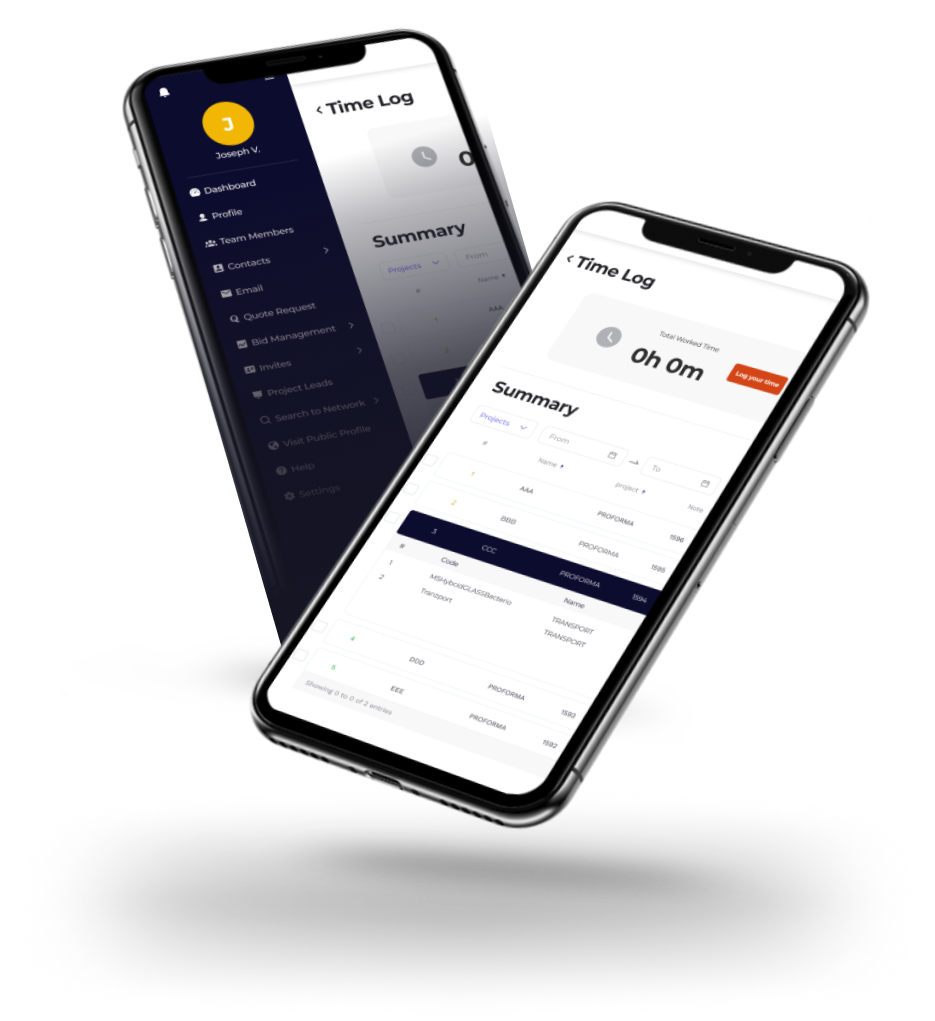 J
Joseph V.
Dashboard
Profile
Team Members
Contacts
Email
Quote Request
Bid Management
Invites
Project Leads
Search to Network
Visit Public Profile
Help
Settings
Time Log
0
Summary
Projects
From
#
Name
1
AAA
Time Log
Total Worked Time
0h 0m
Log your time
Summary
Projects
From
To
#
Name
project
Note
1
AAA
PROFORMA
1596
2
BBB
PROFORMA
1595
3
CCC
PROFORMA
1594
#
Code
Name
1
MSHybridGLASSBacterio
TRANSPORT
2
Tranzport
TRANSPORT
4
DDD
PROFORMA
1593
5
EEE
PROFORMA
1592
Showing 0 to 0 of 2 entries